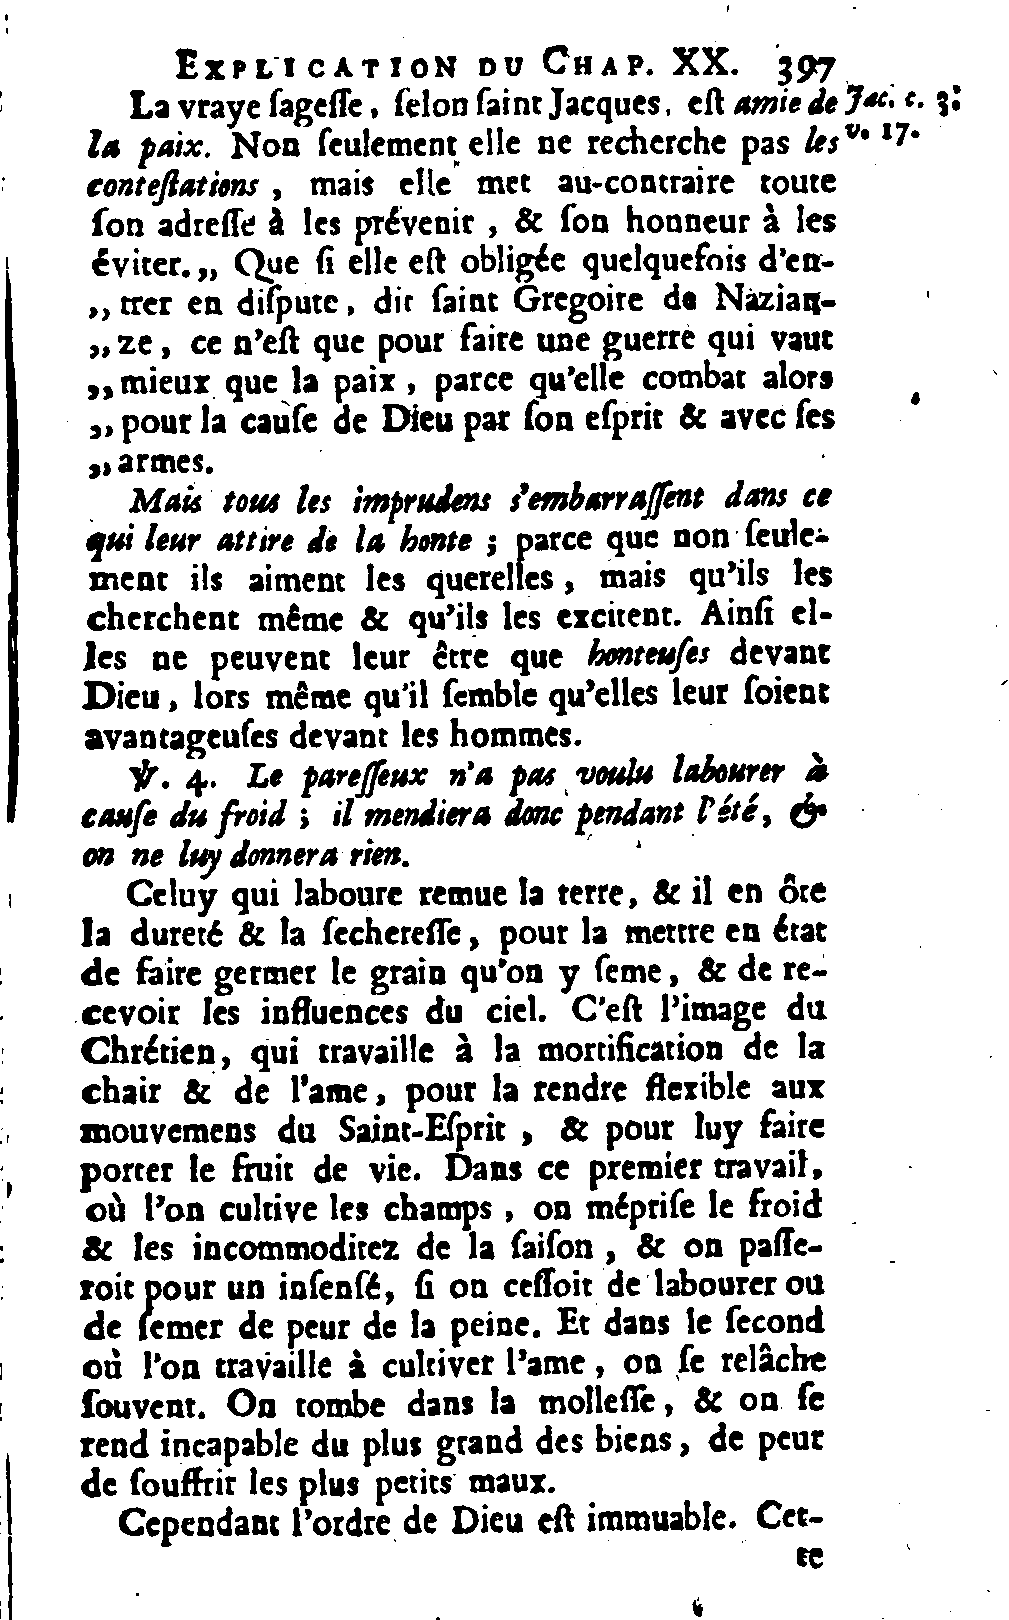 EXPLICATION DU CHAP. XX. 397
La vraye ſageſſe, ſelon ſaint Jacques, eſt amie de Jac. c. 3.
la paix. Non ſeulement elle ne recherche pas les v. 17.
conteſtations, mais elle met au-contraire toute
ſon adreſſe à les prévenir, & ſon honneur à les
éviter.„ Que ſi elle eſt obligée quelquefois d'en-
„trer en diſpute, dit ſaint Gregoire de Nazian-
„ze, ce n'eſt que pour faire une guerre qui vaut
„mieux que la paix, parce qu'elle combat alors
„pour la cauſe de Dieu par ſon eſprit & avec ſes
„armes.
Mais tous les imprudens s'embarraſſent dans ce
qui leur attire de la honte; parce que non ſeule-
ment ils aiment les querelles, mais qu'ils les
cherchent même & qu'ils les excitent. Ainſi el-
les ne peuvent leur être que honteuſes devant
Dieu, lors même qu'il ſemble qu'elles leur ſoient
avantageuſes devant les hommes.
℣. 4. Le pareſſeux n'a pas voulu labourer à
cauſe du froid; il mendiera donc pendant l'été, &
on ne luy donnera rien.
Celuy qui laboure remue la terre, & il en ôte
la dureté & la ſechereſſe, pour la mettre en état
de faire germer le grain qu'on y ſeme, & de re-
cevoir les influences du ciel. C'eſt l'image du
Chrétien, qui travaille à la mortification de la
chair & de l'ame, pour la rendre flexible aux
mouvemens du Saint-Eſprit, & pour luy faire
porter le fruit de vie. Dans ce premier travail,
où l'on cultive les champs, on mépriſe le froid
& les incommoditez de la ſaiſon, & on paſſe-
roit pour un inſenſé, ſi on ceſſoit de labourer ou
de ſemer de peur de la peine. Et dans le ſecond
où l'on travaille à cultiver l'ame, on ſe relâche
ſouvent. On tombe dans la molleſſe, & on ſe
rend incapable du plus grand des biens, de peur
de ſouffrir les plus petits maux.
Cependant l'ordre de Dieu eſt immuable. Cet-
te